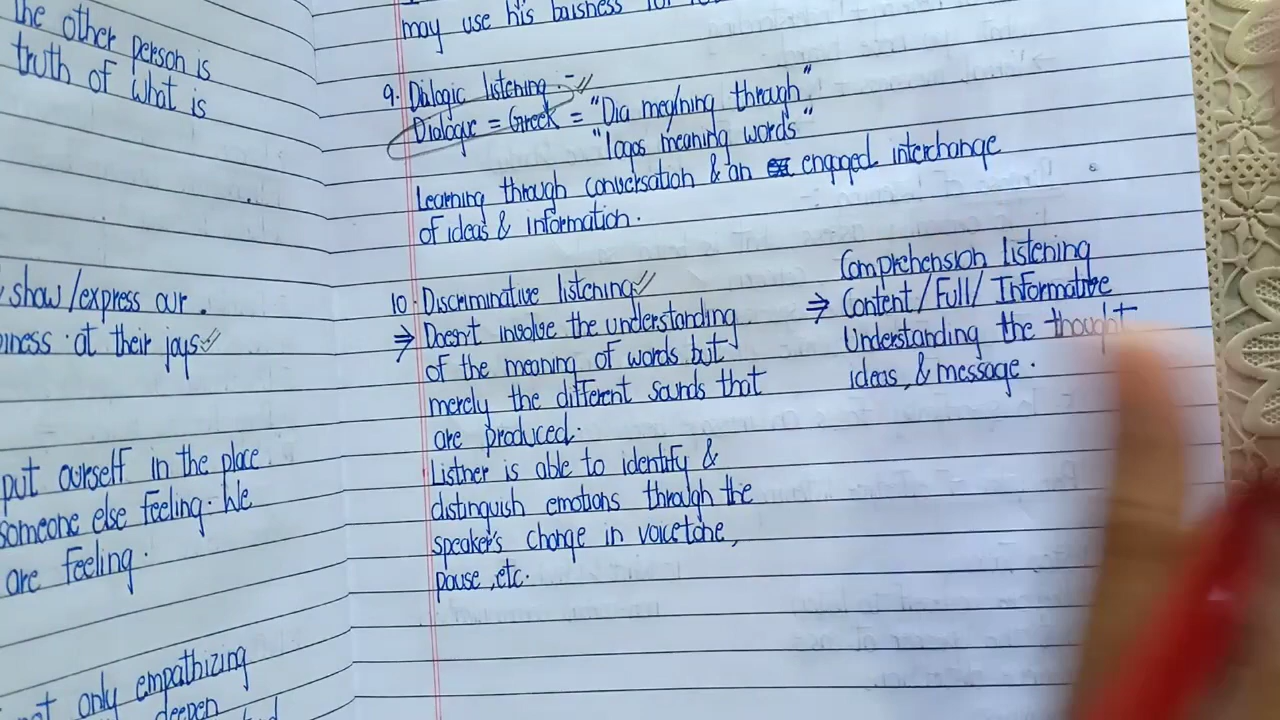 the other person is
truth of what is
show/express our.
at their joys
put ourself in the place
someone else feeling. We
are feeling.
not only empathizing
deepen
may use his business for
9. Dialogic listening :-
Dialogue = Greek = "Dia meaning through"
"logos meaning words"
Learning through conversation & an engaged interchange
of ideas & information.
10. Discriminative listening
⇒ Doesn't involve the understanding
of the meaning of words but
merely the different sounds that
are produced.
Listner is able to identify &
distinguish emotions through the
speaker's change in voice tone,
pause, etc.
Comprehension listening
⇒ Content/Full/Informative
Understanding the thought
ideas, & message.